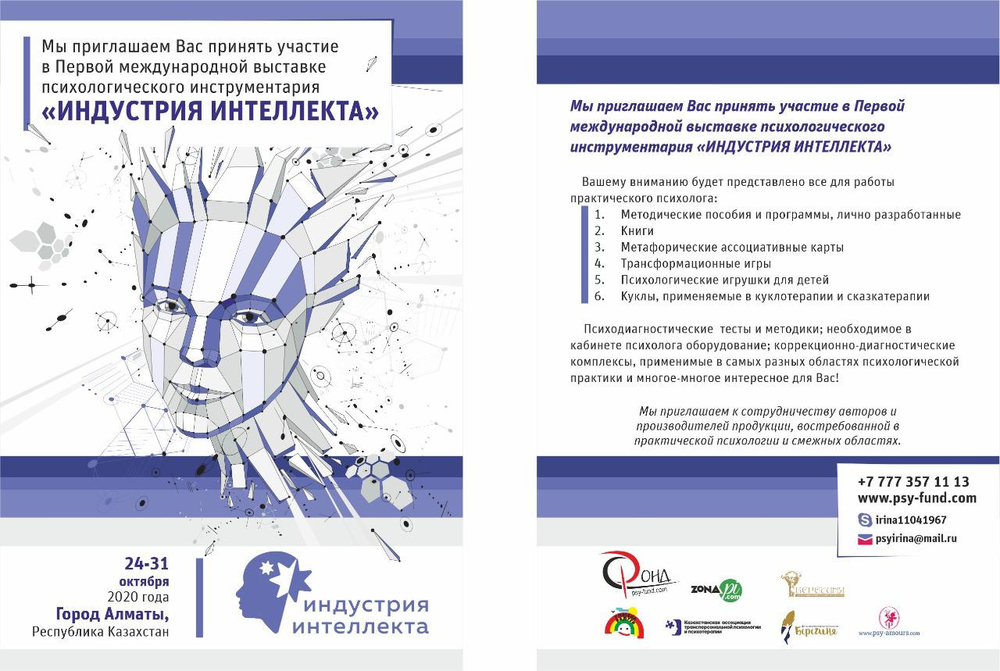 Мы приглашаем Вас принять участие
в Первой международной выставке
психологического инструментария
«ИНДУСТРИЯ ИНТЕЛЛЕКТА»
24-31
октября
2020 года
Город Алматы,
Республика Казахстан
индустрия
интеллекта
Мы приглашаем Вас принять участие в Первой
международной выставке психологического
инструментария «ИНДУСТРИЯ ИНТЕЛЛЕКТА»
Вашему вниманию будет представлено все для работы
практического психолога:
1. Методические пособия и программы, лично разработанные
2. Книги
3. Метафорические ассоциативные карты
4. Трансформационные игры
5. Психологические игрушки для детей
6. Куклы, применяемые в куклотерапии и сказкатерапии
Психодиагностические тесты и методики; необходимое в
кабинете психолога оборудование; коррекционно-диагностические
комплексы, применимые в самых разных областях психологической
практики и многое-многое интересное для Вас!
Мы приглашаем к сотрудничеству авторов и
производителей продукции, востребованной в
практической психологии и смежных областях.
+7 777 357 11 13
www.psy-fund.com
irina11041967
psyirina@mail.ru
Фонд
psy-fund.com
ZONA pi
.com
БЕРЕГИНЯ
Казахстанская ассоциация
трансперсональной психологии
и психотерапии
Берегиня
www.psy-amours.com